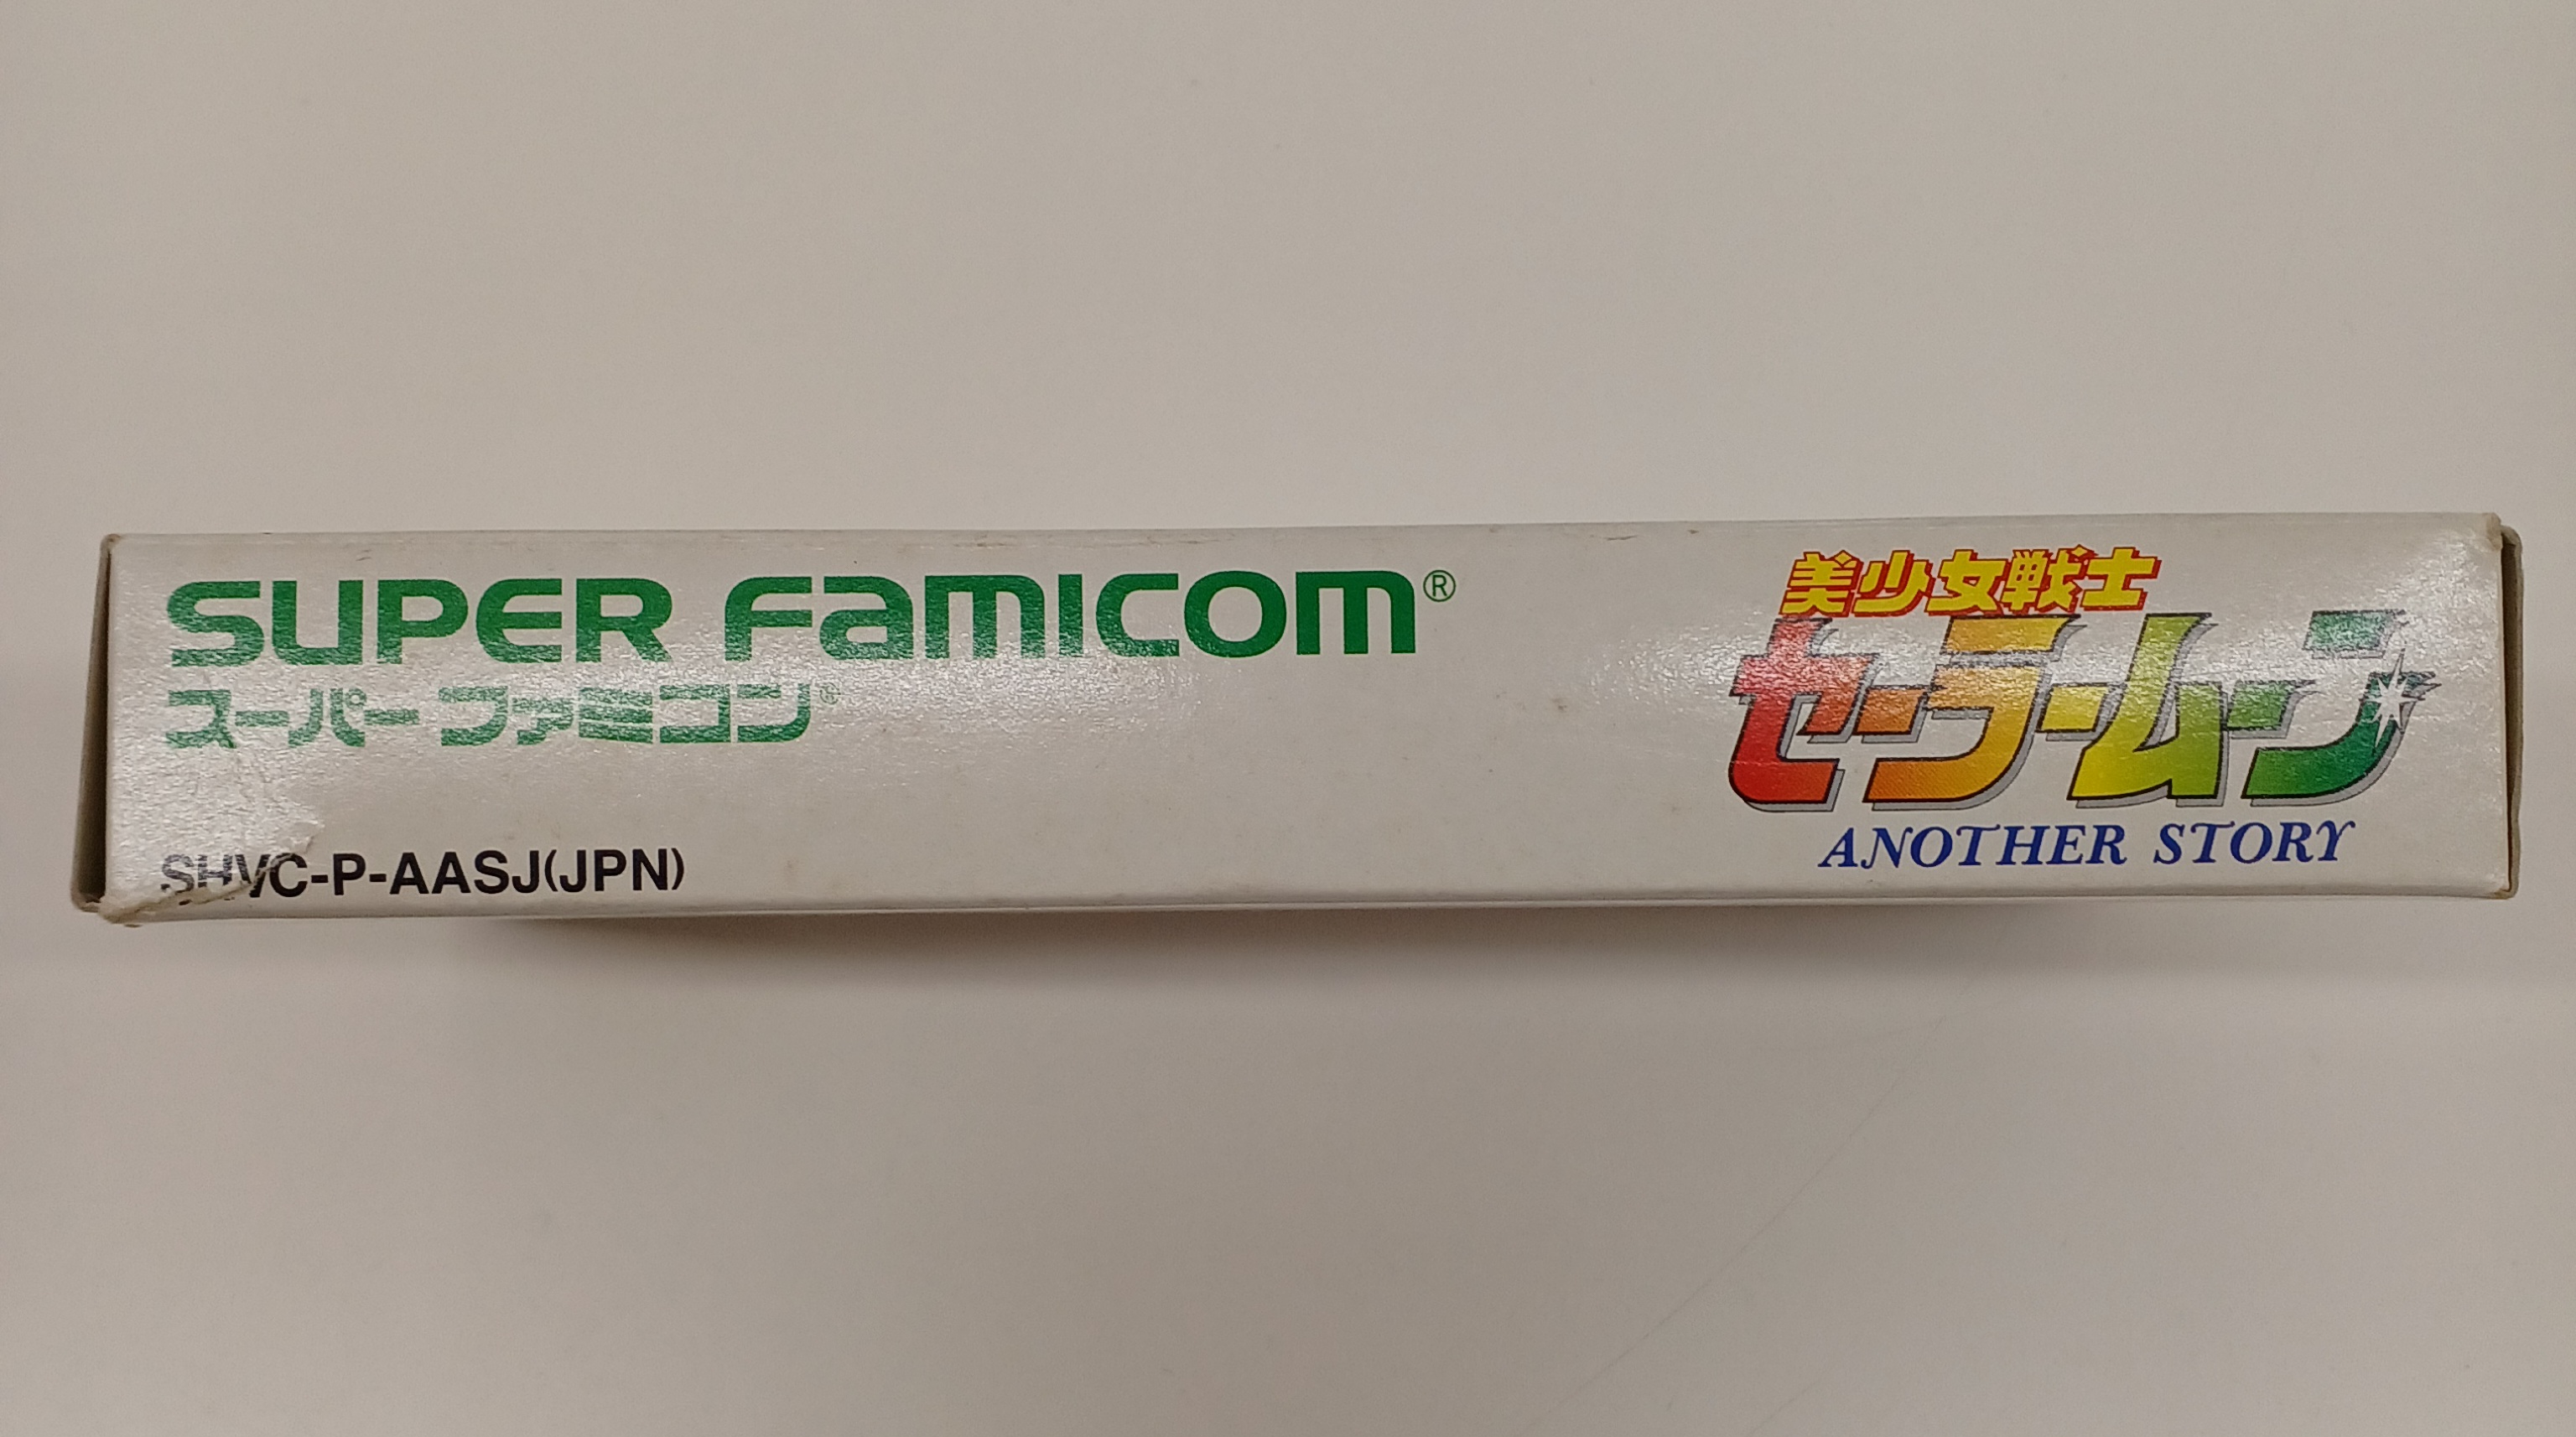 SUPER FAMICOM®
スーパーファミコン®
SHVC-P-AASJ(JPN)
美少女戦士
セーラームーン
ANOTHER STORY